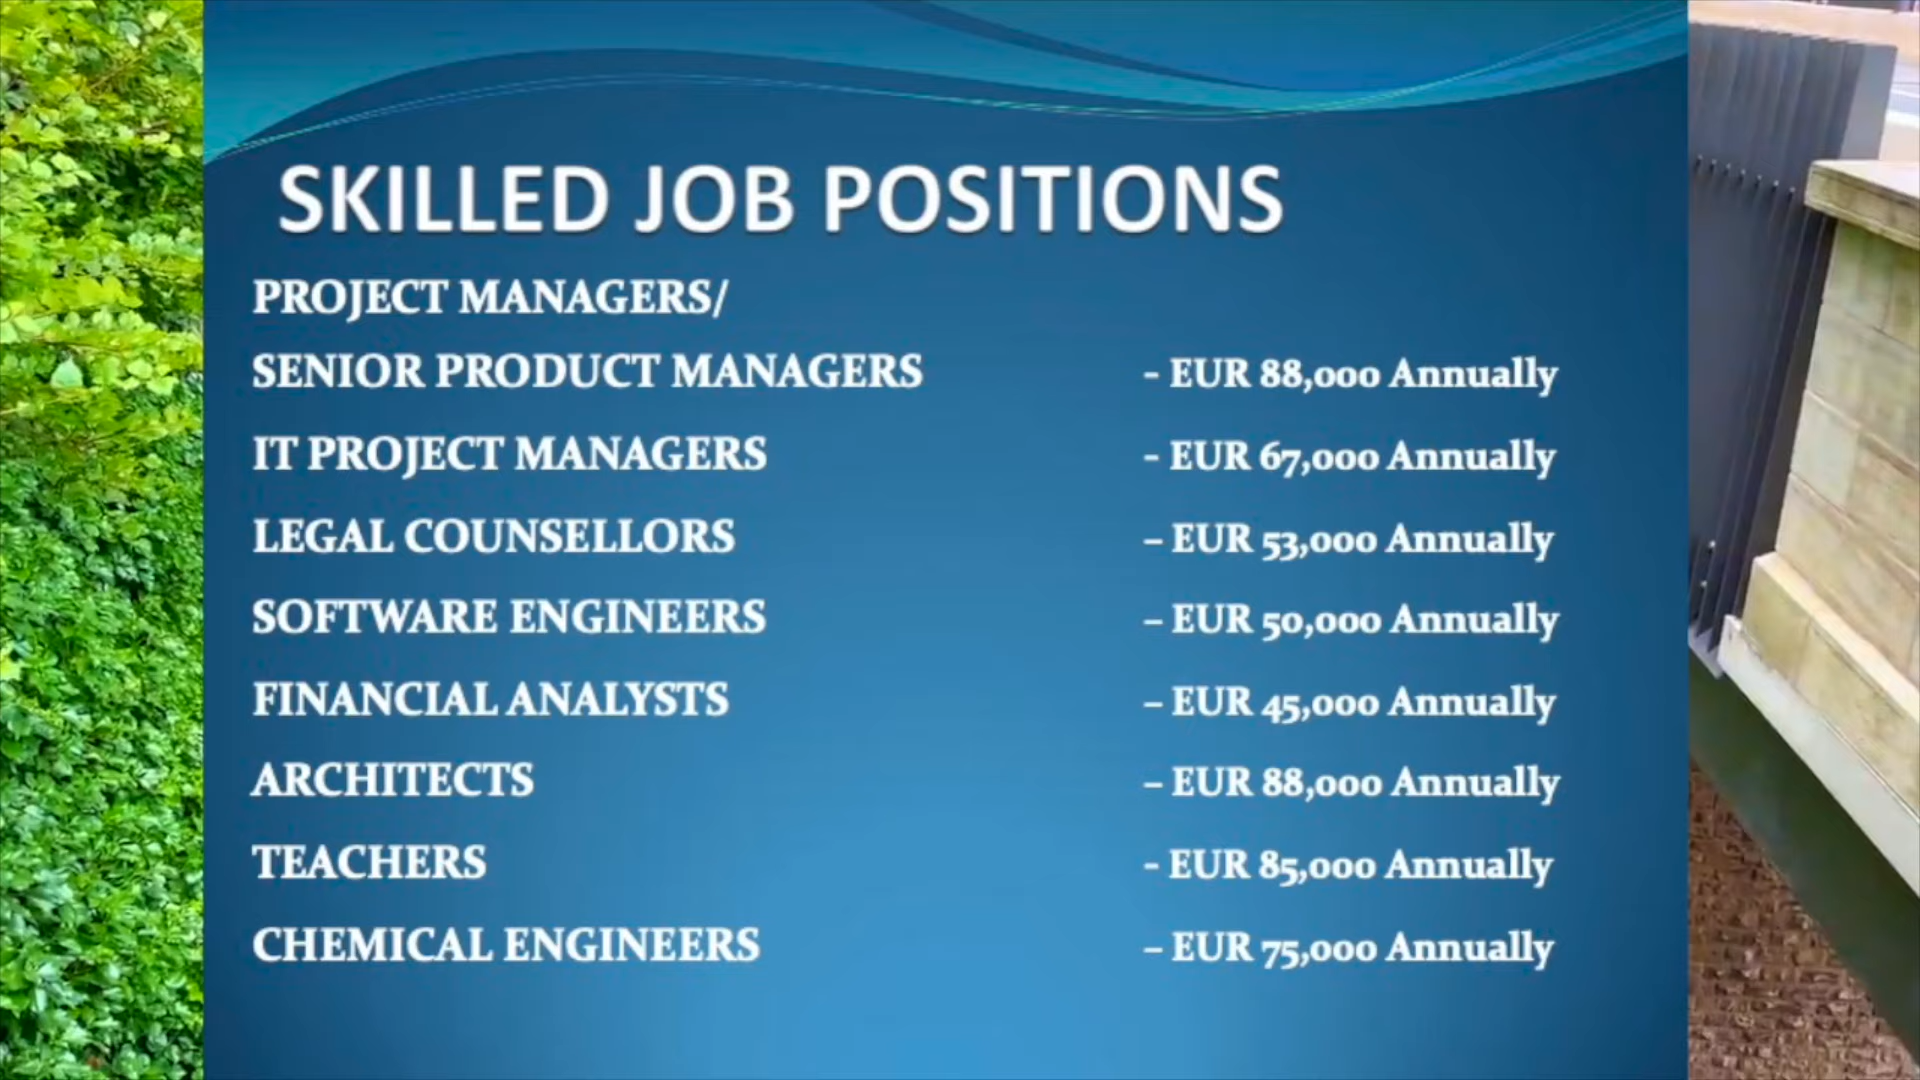 SKILLED JOB POSITIONS
PROJECT MANAGERS/
SENIOR PRODUCT MANAGERS - EUR 88,000 Annually
IT PROJECT MANAGERS - EUR 67,000 Annually
LEGAL COUNSELLORS – EUR 53,000 Annually
SOFTWARE ENGINEERS – EUR 50,000 Annually
FINANCIAL ANALYSTS – EUR 45,000 Annually
ARCHITECTS – EUR 88,000 Annually
TEACHERS - EUR 85,000 Annually
CHEMICAL ENGINEERS – EUR 75,000 Annually